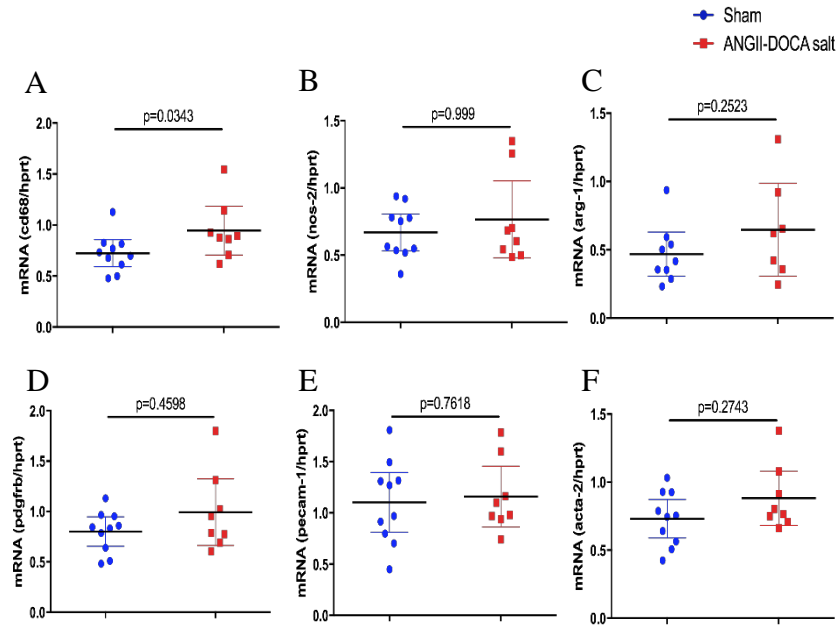 Sham
ANGII-DOCA salt
A
p=0.0343
mRNA (cd68/hprt)
2.0
1.5
1.0
0.5
0.0
B
p=0.999
mRNA (nos-2/hprt)
1.5
1.0
0.5
0.0
C
p=0.2523
mRNA (arg-1/hprt)
1.5
1.0
0.5
0.0
D
p=0.4598
mRNA (pdgfrb/hprt)
2.0
1.5
1.0
0.5
0.0
E
p=0.7618
mRNA (pecam-1/hprt)
2.0
1.5
1.0
0.5
0.0
F
p=0.2743
mRNA (acta-2/hprt)
1.5
1.0
0.5
0.0